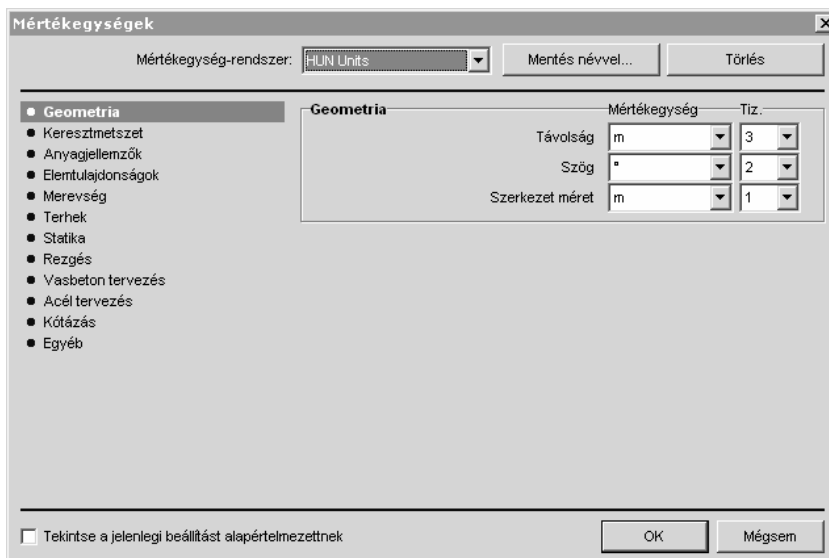 Mértékegységek
Mértékegység-rendszer: HUN Units Mentés névvel... Törlés
Geometria
Keresztmetszet
Anyagjellemzők
Elemtulajdonságok
Merevség
Terhek
Statika
Rezgés
Vasbeton tervezés
Acél tervezés
Kótázás
Egyéb
Geometria Mértékegység Tiz.
Távolság m 3
Szög ° 2
Szerkezet méret m 1
Tekintse a jelenlegi beállítást alapértelmezettnek
OK Mégsem